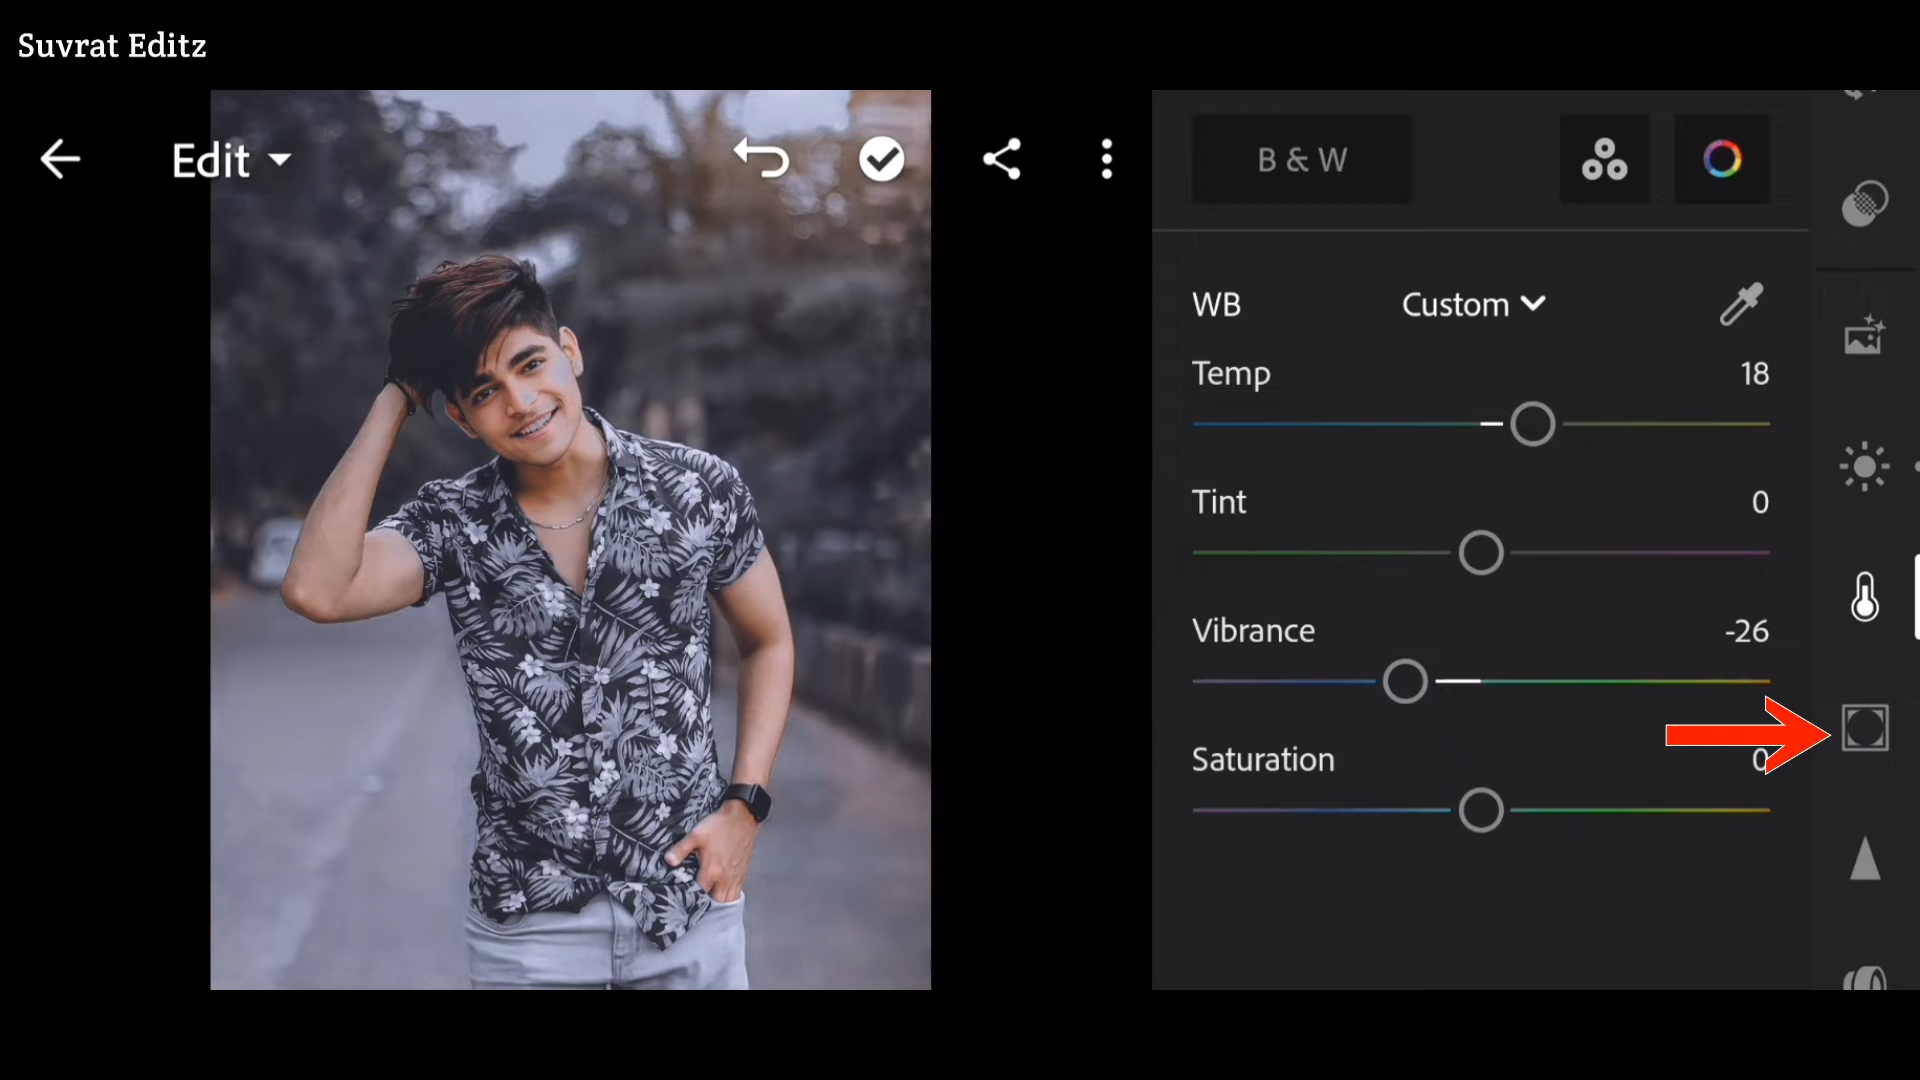 Suvrat Editz
Edit
B & W
WB Custom
Temp 18
Tint 0
Vibrance -26
Saturation 0